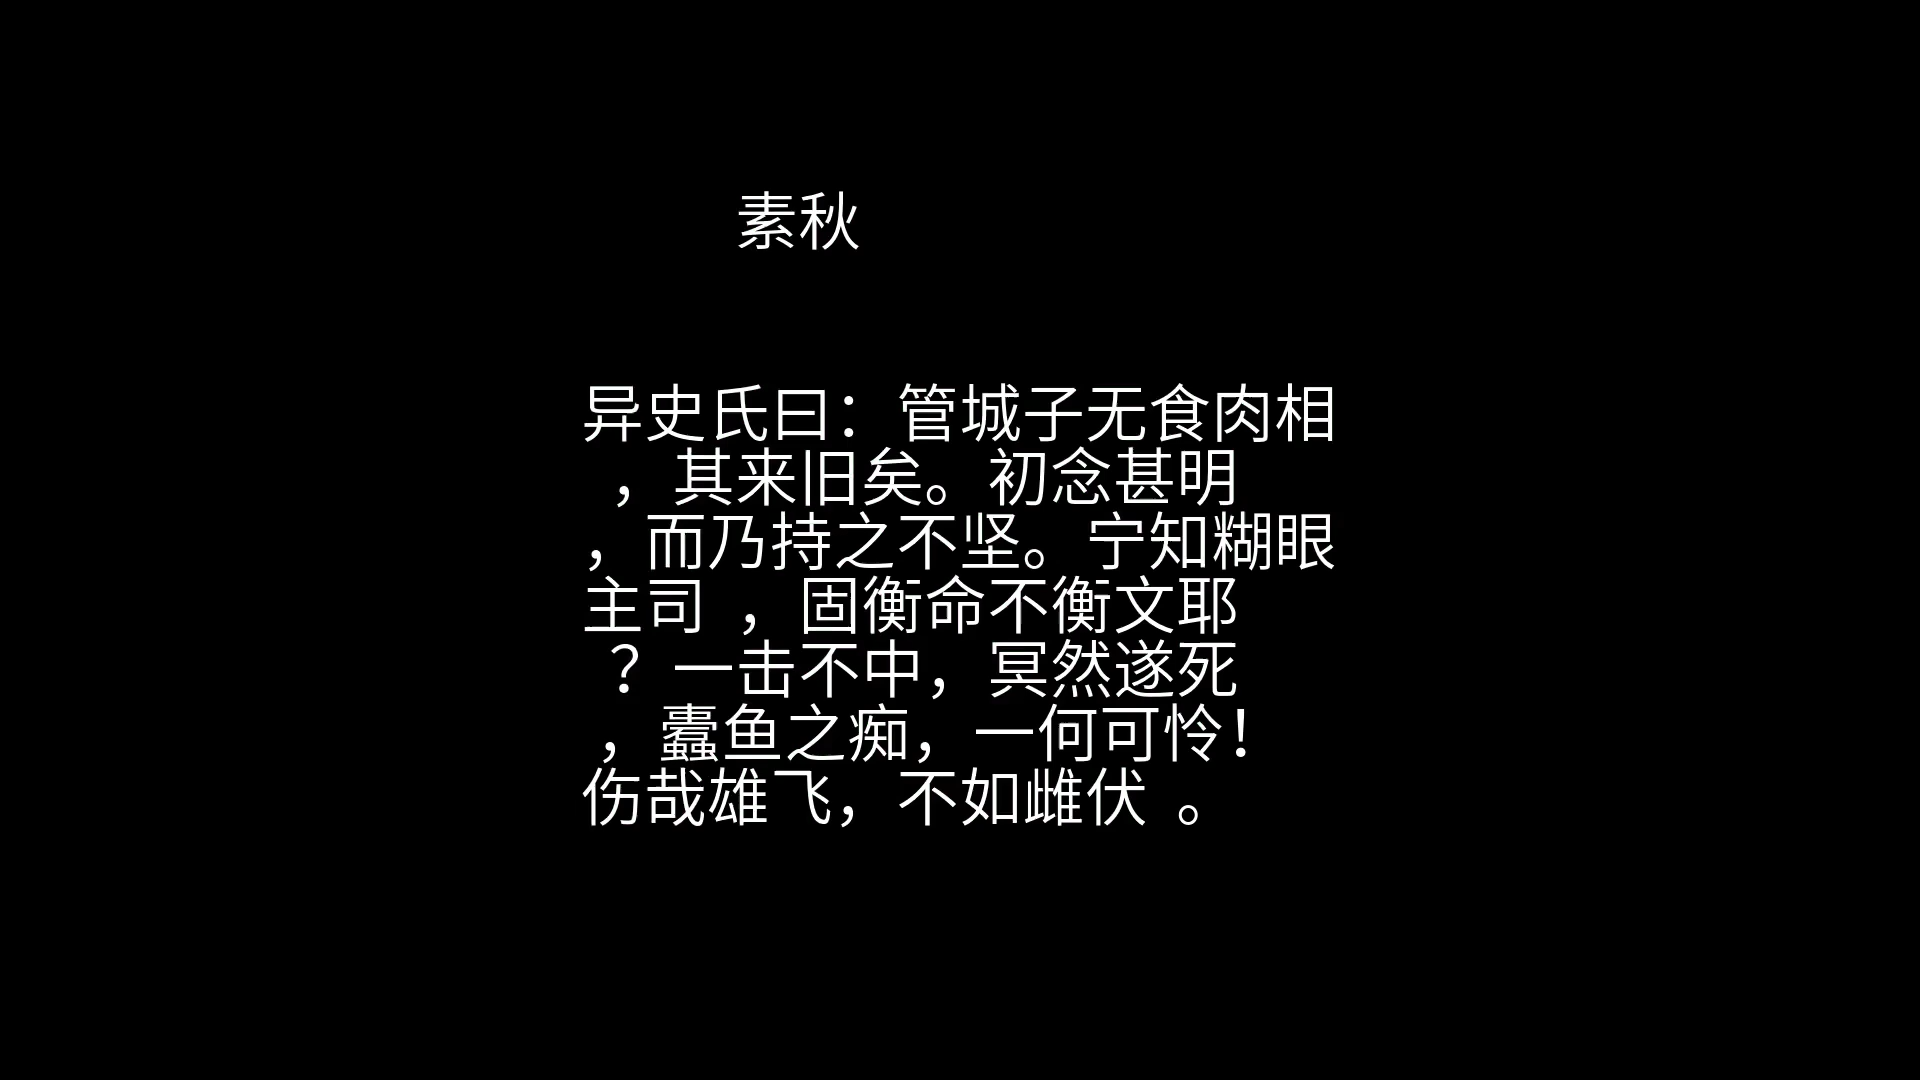 素秋
异史氏曰：管城子无食肉相
，其来旧矣。初念甚明
，而乃持之不坚。宁知糊眼
主司 ，固衡命不衡文耶
？一击不中，冥然遂死
，蠹鱼之痴，一何可怜！
伤哉雄飞，不如雌伏 。